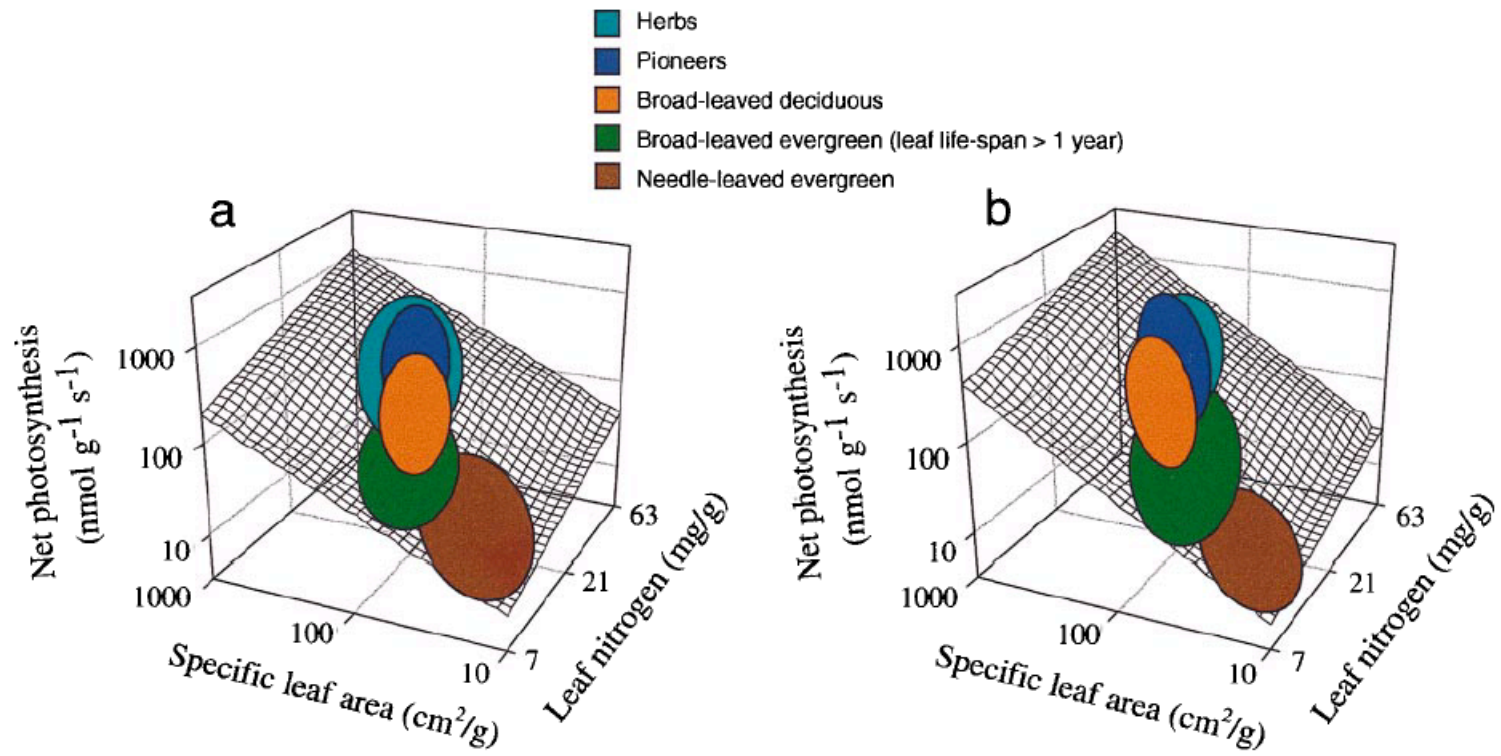 Herbs
Pioneers
Broad-leaved deciduous
Broad-leaved evergreen (leaf life-span > 1 year)
Needle-leaved evergreen
a
Net photosynthesis
(nmol g⁻¹ s⁻¹)
1000
100
10
1000
100
10
Specific leaf area (cm²/g)
7
21
63
Leaf nitrogen (mg/g)
b
Net photosynthesis
(nmol g⁻¹ s⁻¹)
1000
100
10
1000
100
10
Specific leaf area (cm²/g)
7
21
63
Leaf nitrogen (mg/g)